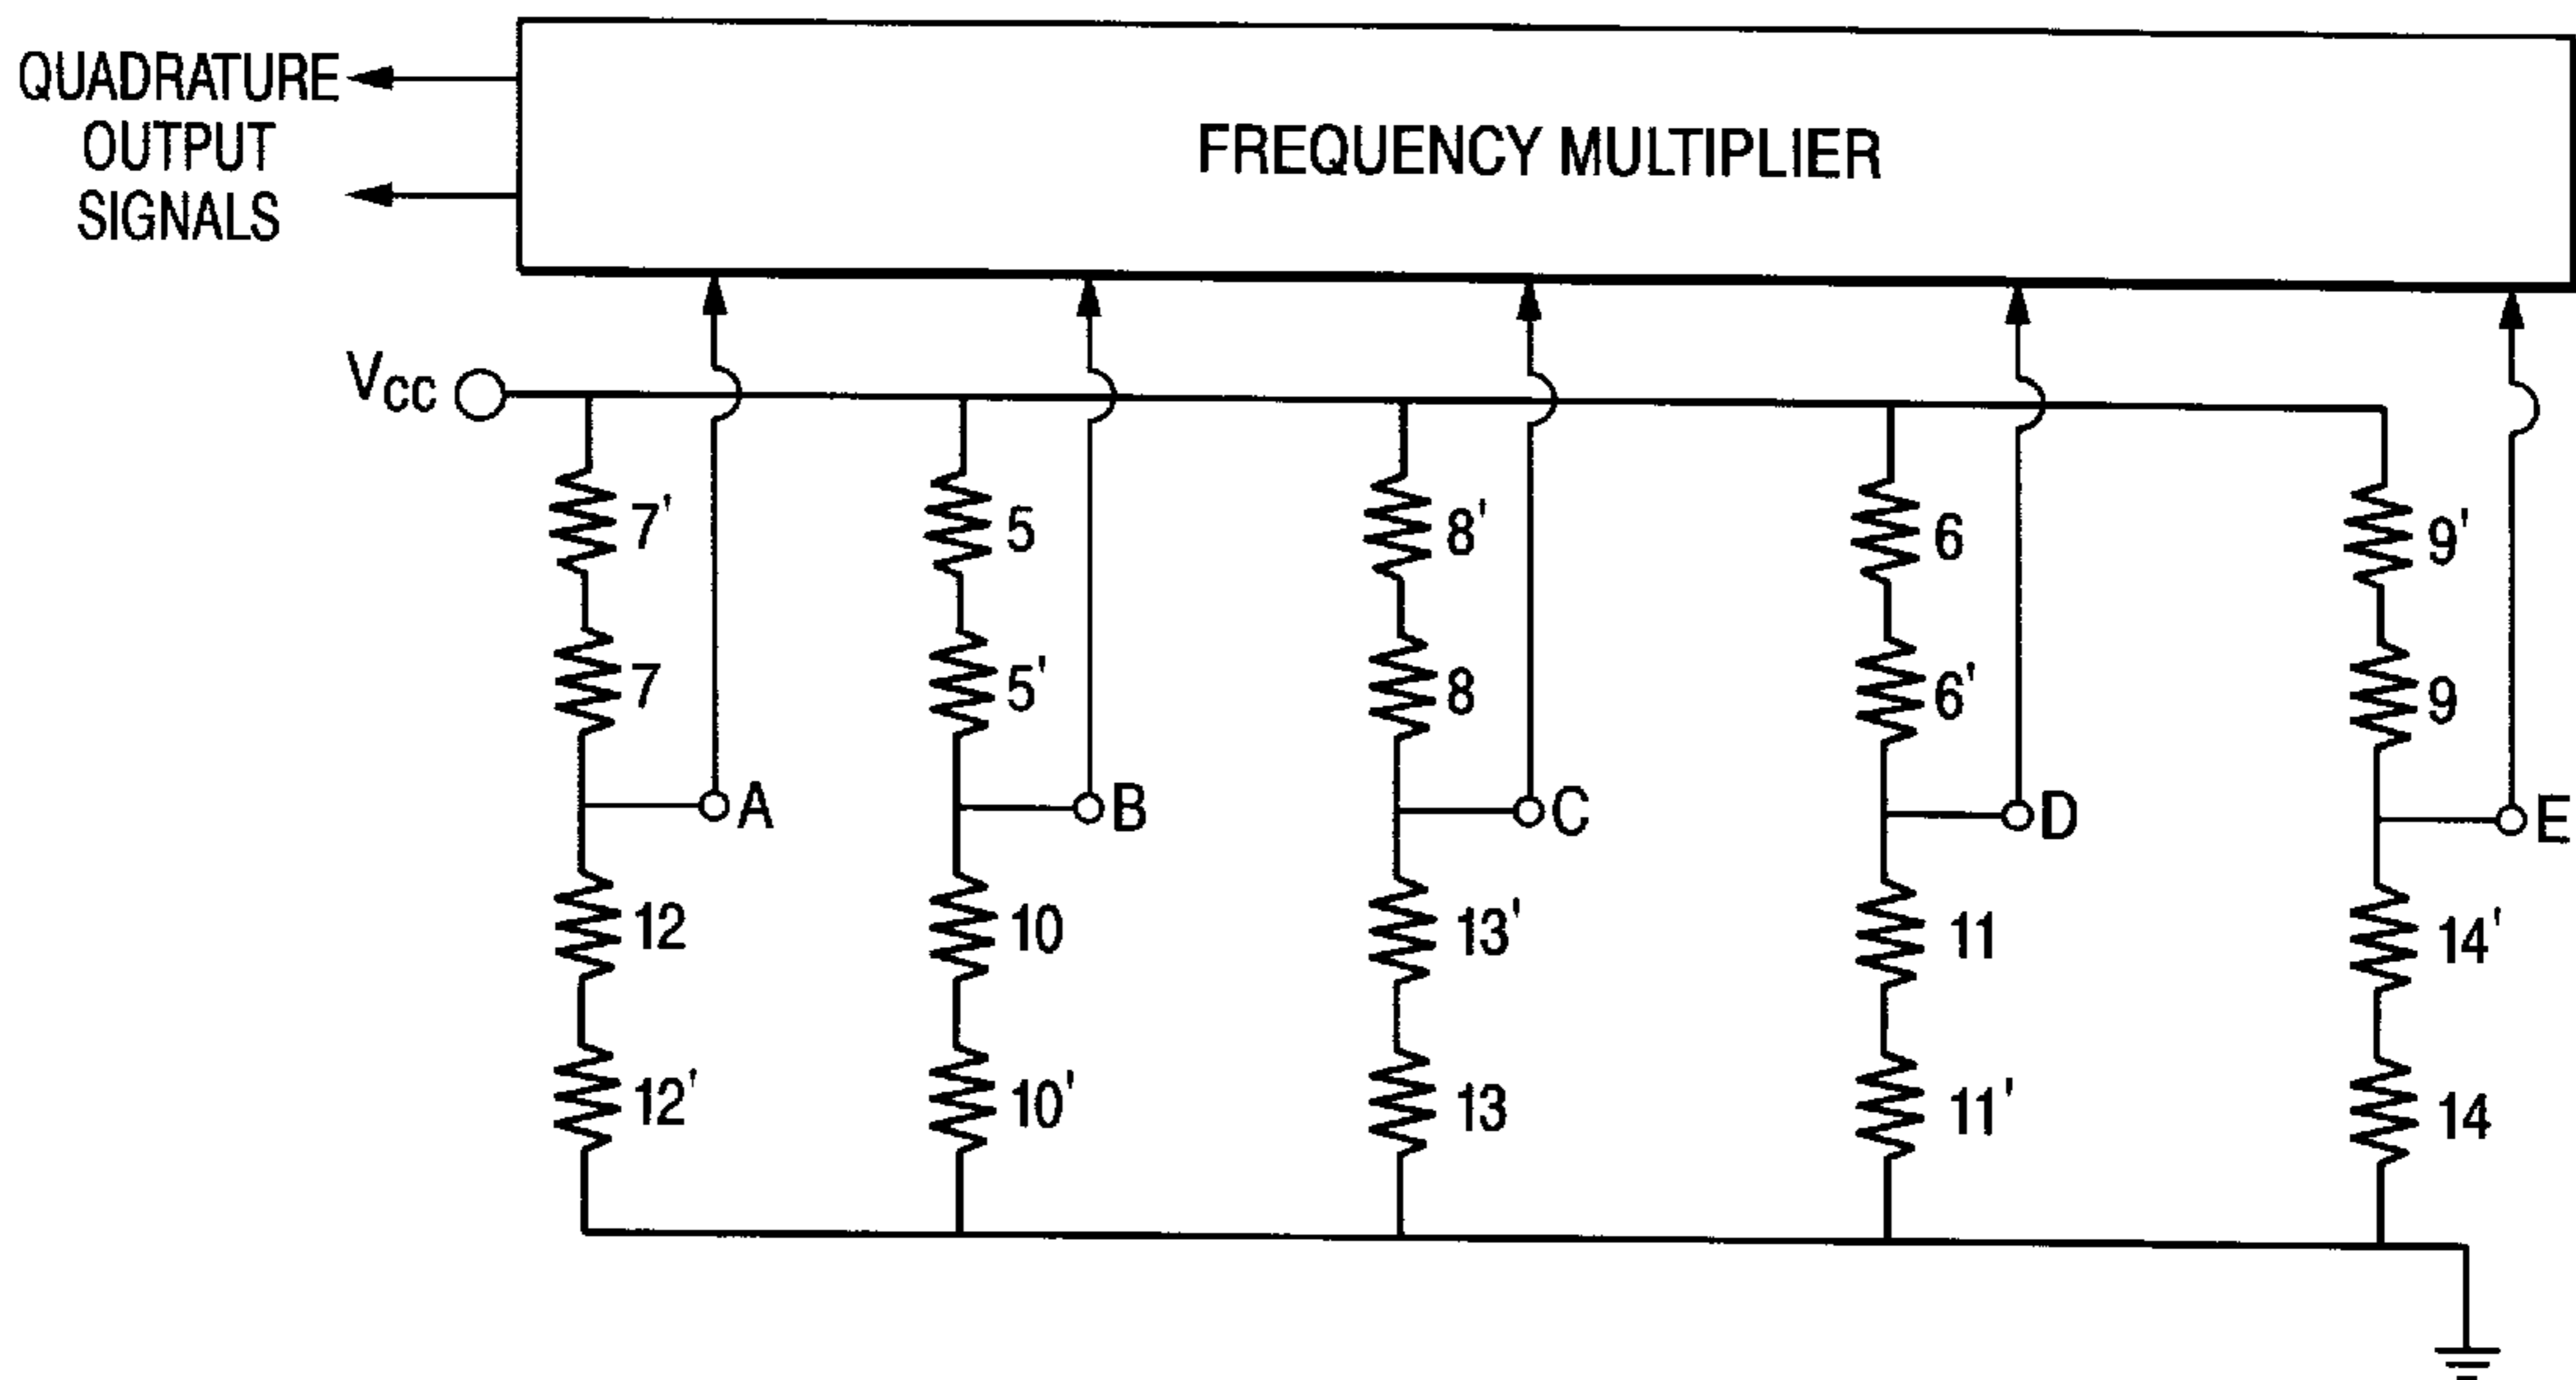 QUADRATURE
OUTPUT
SIGNALS
FREQUENCY MULTIPLIER
VCC
7' 5 8' 6 9'
7 5' 8 6' 9
A B C D E
12 10 13' 11 14'
12' 10' 13 11' 14